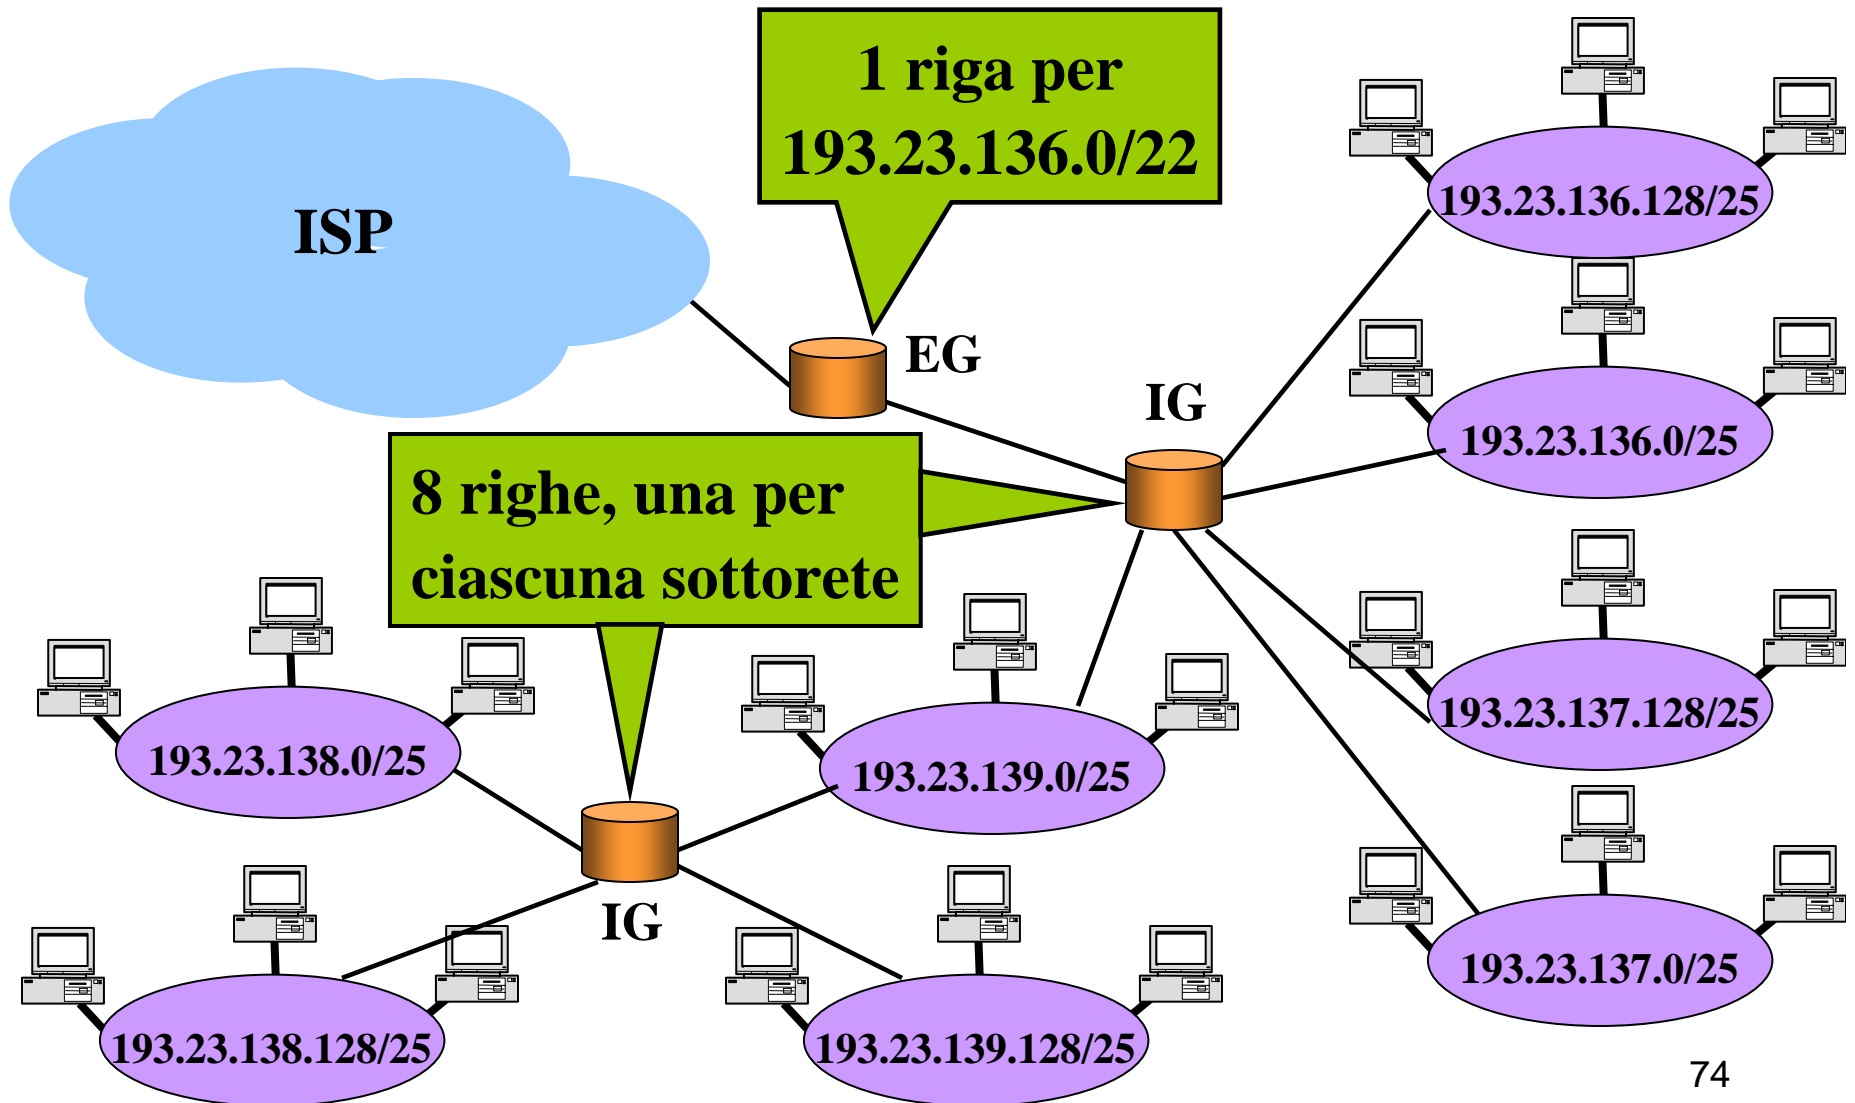 1 riga per
193.23.136.0/22
ISP
193.23.136.128/25
EG
IG
193.23.136.0/25
8 righe, una per
ciascuna sottorete
193.23.137.128/25
193.23.138.0/25
193.23.139.0/25
IG
193.23.137.0/25
193.23.138.128/25
193.23.139.128/25
74